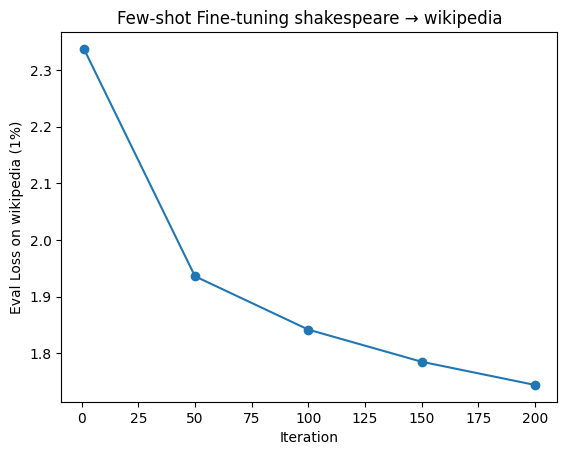 Few-shot Fine-tuning shakespeare → wikipedia
Eval Loss on wikipedia (1%)
2.3
2.2
2.1
2.0
1.9
1.8
0 25 50 75 100 125 150 175 200
Iteration